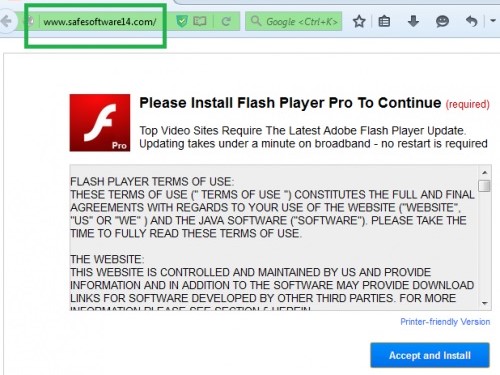 www.safesoftware14.com/
Google <Ctrl+K>
Please Install Flash Player Pro To Continue (required)
Top Video Sites Require The Latest Adobe Flash Player Update.
Updating takes under a minute on broadband - no restart is required
Pro
FLASH PLAYER TERMS OF USE:
THESE TERMS OF USE (" TERMS OF USE ") CONSTITUTES THE FULL AND FINAL
AGREEMENTS WITH REGARDS TO YOUR USE OF THE WEBSITE ("WEBSITE",
"US" OR "WE" ) AND THE JAVA SOFTWARE ("SOFTWARE"). PLEASE TAKE THE
TIME TO FULLY READ THESE TERMS OF USE.
THE WEBSITE:
THIS WEBSITE IS CONTROLLED AND MAINTAINED BY US AND PROVIDE
INFORMATION AND IN ADDITION TO THE SOFTWARE MAY PROVIDE DOWNLOAD
LINKS FOR SOFTWARE DEVELOPED BY OTHER THIRD PARTIES. FOR MORE
INFORMATION PLEASE SEE SECTION 5 HEREIN
Printer-friendly Version
Accept and Install